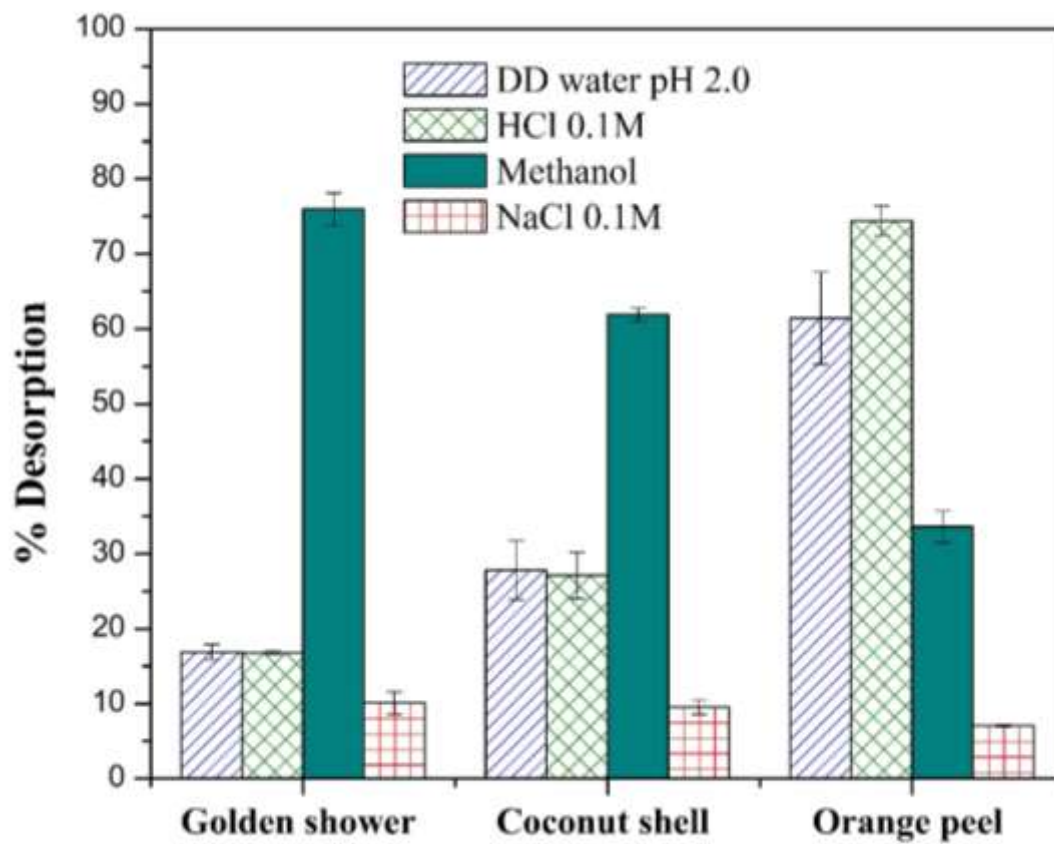 100
90
80
70
60
50
40
30
20
10
0
% Desorption
DD water pH 2.0
HCl 0.1M
Methanol
NaCl 0.1M
Golden shower Coconut shell Orange peel